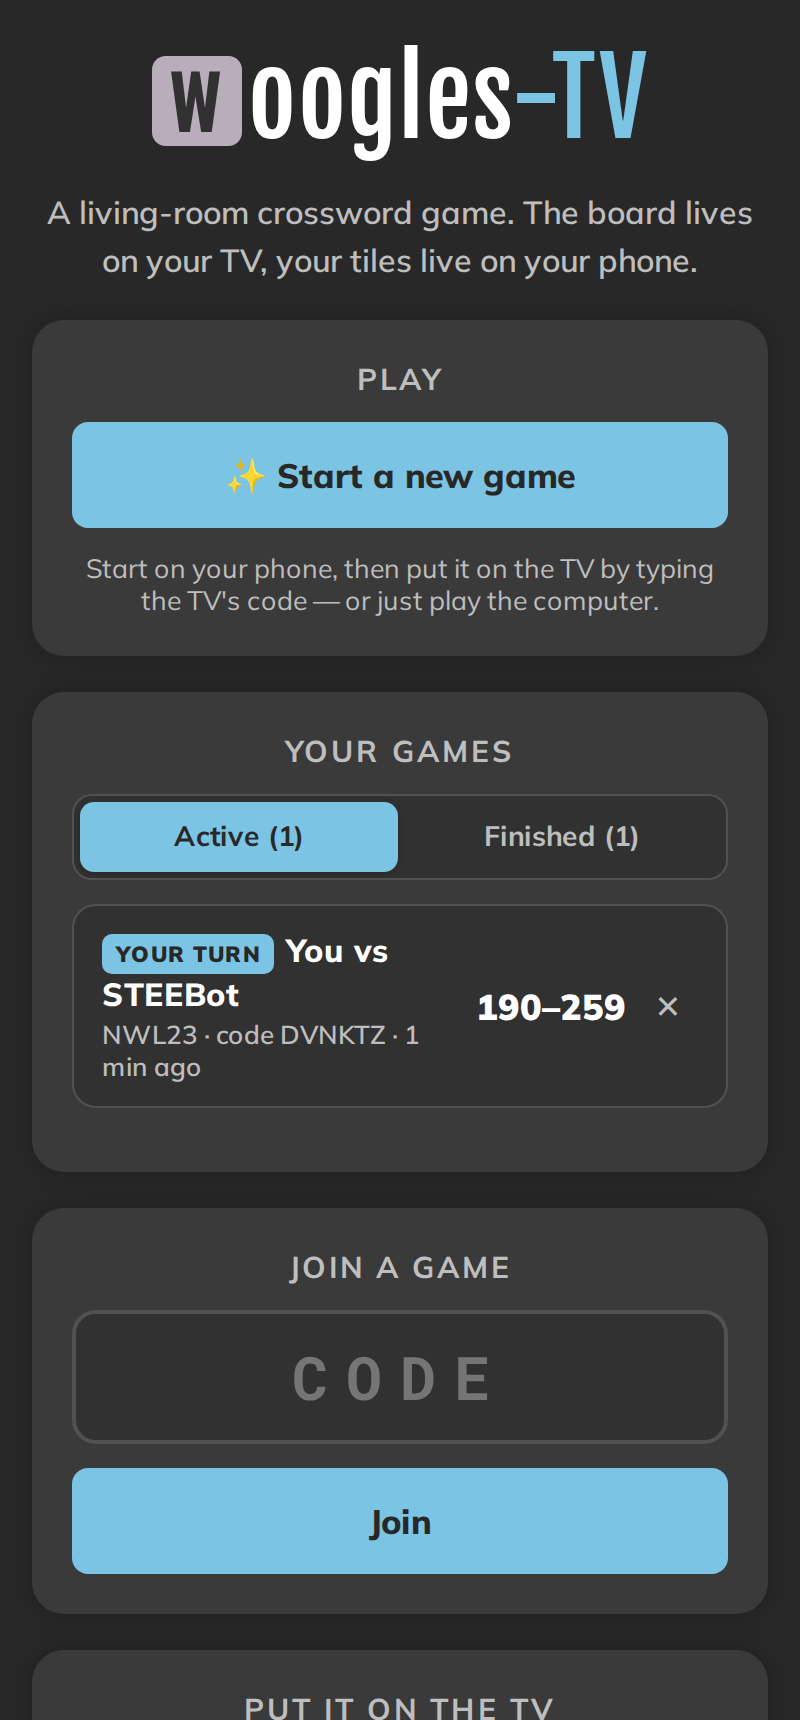 Woogles–TV
A living-room crossword game. The board lives
on your TV, your tiles live on your phone.
PLAY
✨ Start a new game
Start on your phone, then put it on the TV by typing
the TV's code — or just play the computer.
YOUR GAMES
Active (1)
Finished (1)
YOUR TURN You vs
STEEBot
NWL23 · code DVNKTZ · 1
min ago
190–259 ✕
JOIN A GAME
CODE
Join
PUT IT ON THE TV